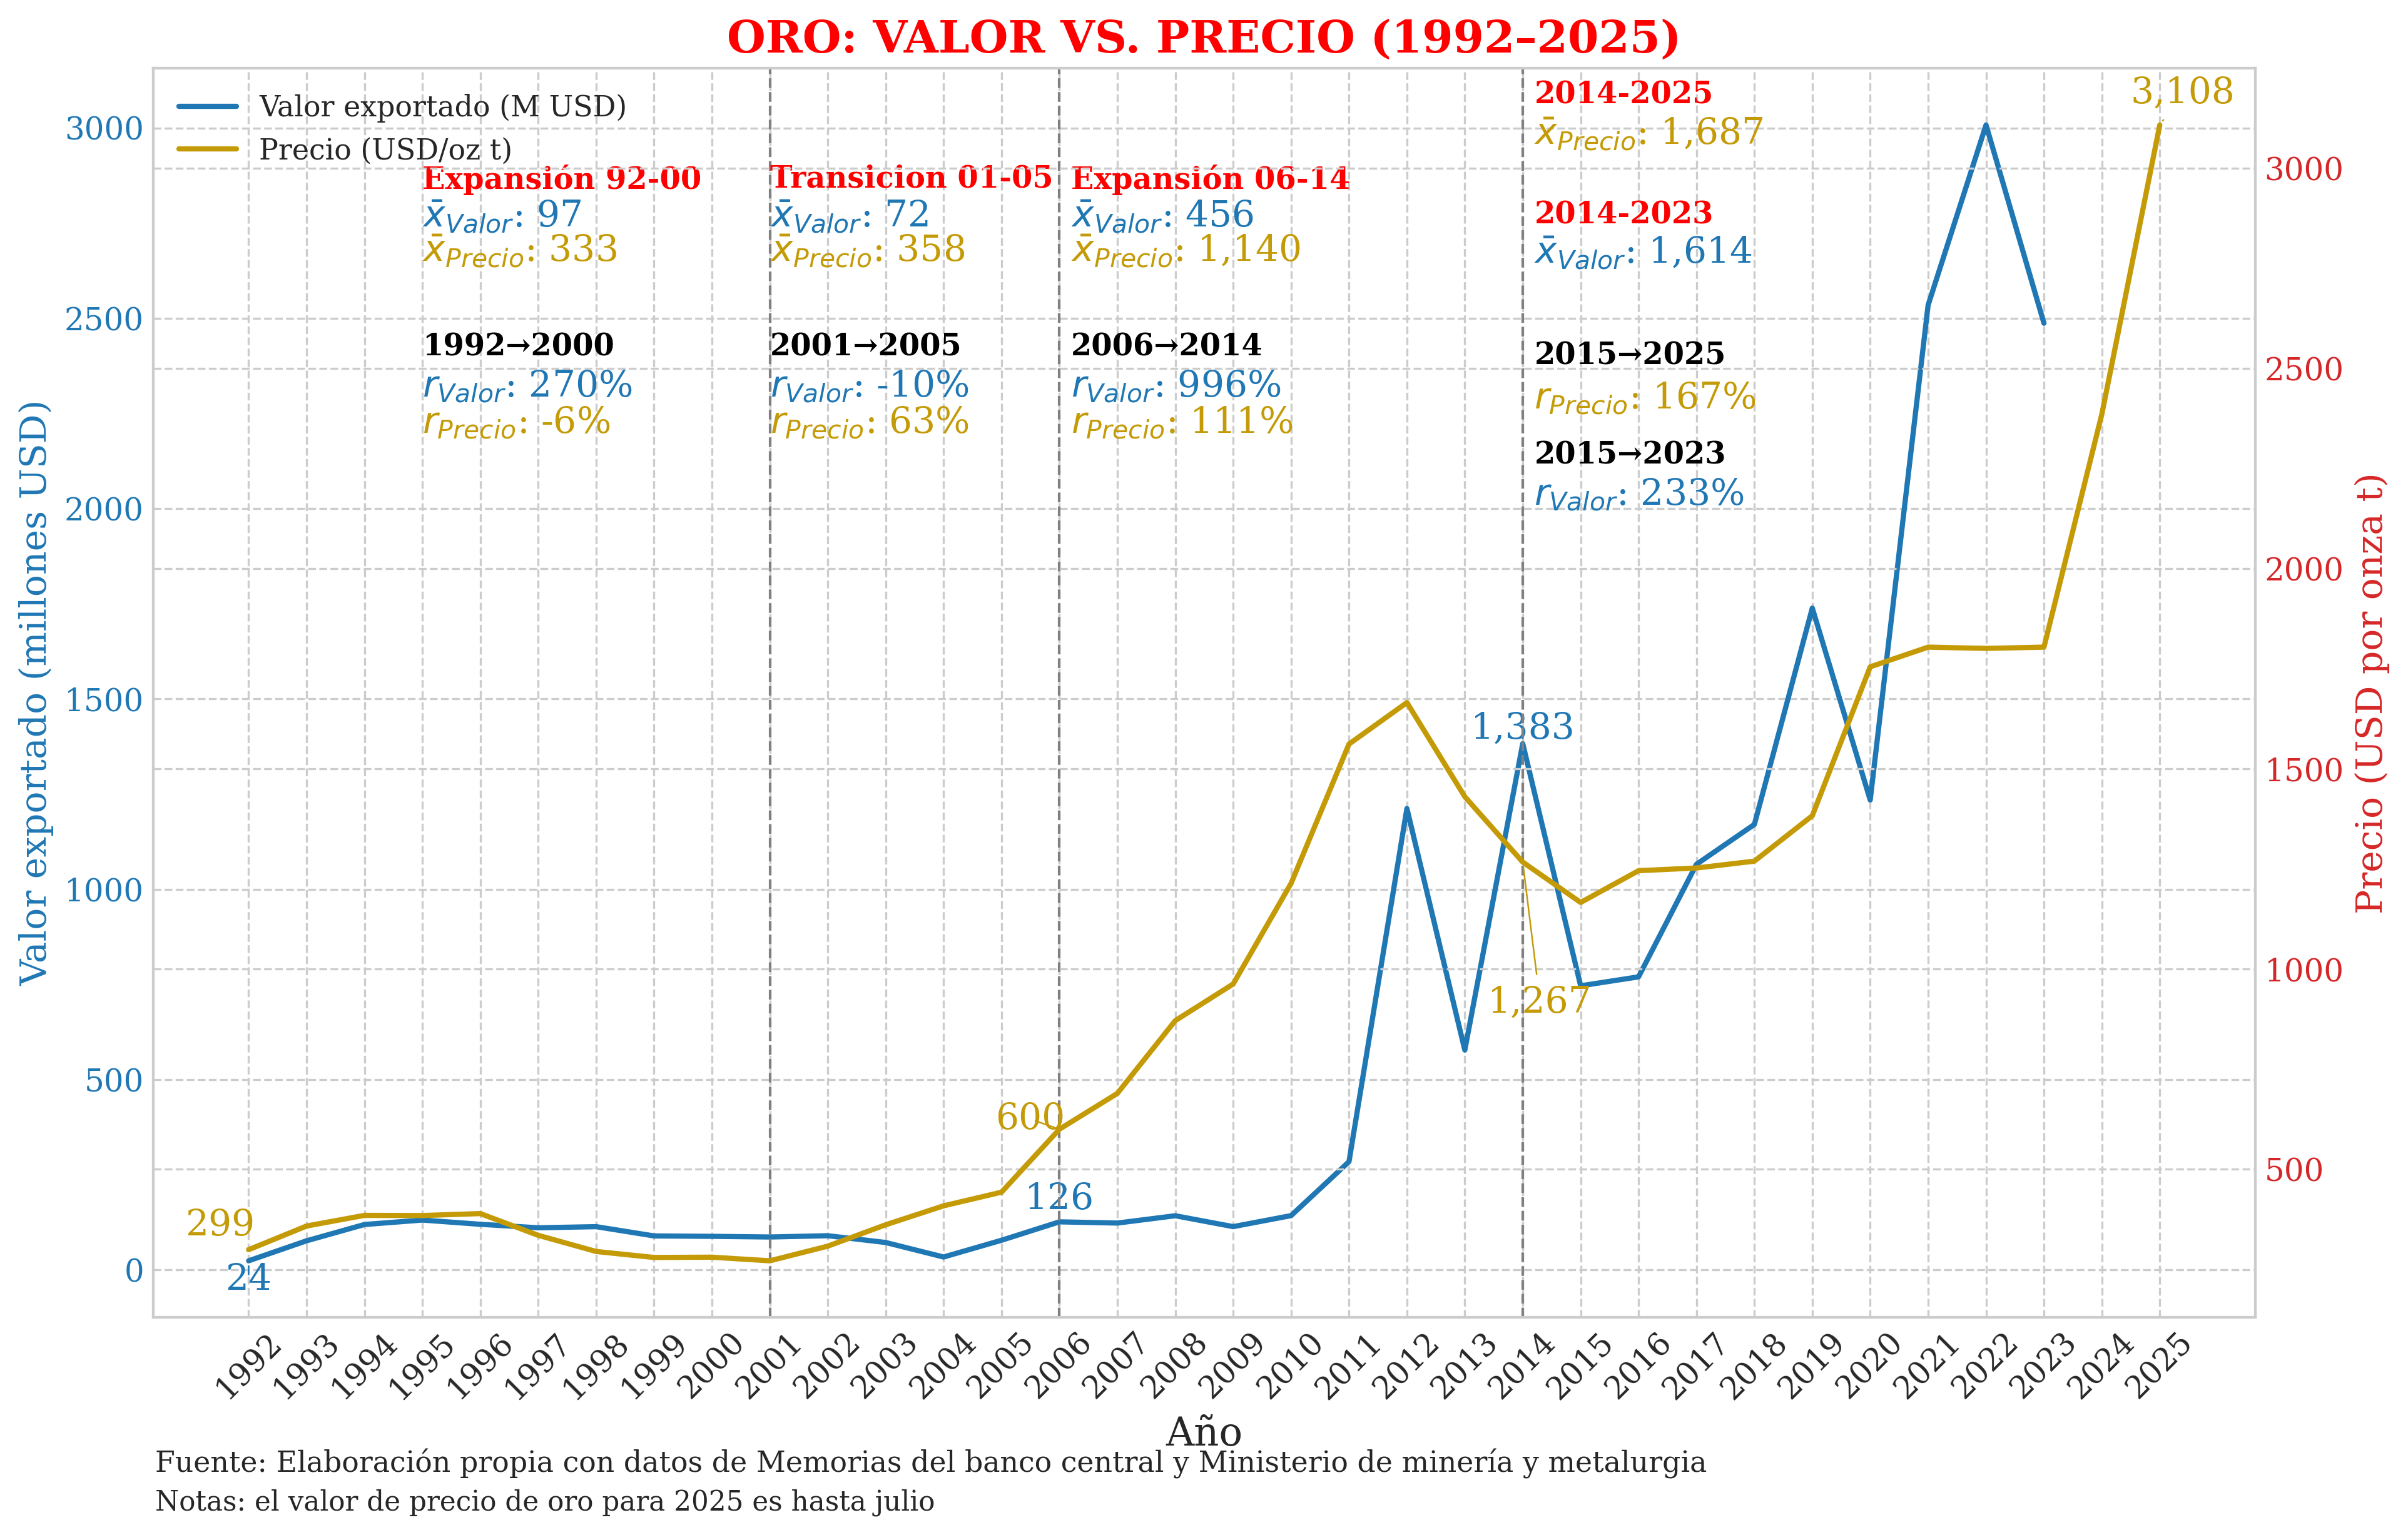 ORO: VALOR VS. PRECIO (1992–2025)
Valor exportado (M USD)
Precio (USD/oz t)
Expansión 92-00
x̄Valor: 97
x̄Precio: 333
1992→2000
rValor: 270%
rPrecio: -6%
Transicion 01-05
x̄Valor: 72
x̄Precio: 358
2001→2005
rValor: -10%
rPrecio: 63%
Expansión 06-14
x̄Valor: 456
x̄Precio: 1,140
2006→2014
rValor: 996%
rPrecio: 111%
2014-2025
x̄Precio: 1,687
2014-2023
x̄Valor: 1,614
2015→2025
rPrecio: 167%
2015→2023
rValor: 233%
3,108
1,383
1,267
600
126
299
24
Valor exportado (millones USD)
3000
2500
2000
1500
1000
500
0
Precio (USD por onza t)
3000
2500
2000
1500
1000
500
1992 1993 1994 1995 1996 1997 1998 1999 2000 2001 2002 2003 2004 2005 2006 2007 2008 2009 2010 2011 2012 2013 2014 2015 2016 2017 2018 2019 2020 2021 2022 2023 2024 2025
Año
Fuente: Elaboración propia con datos de Memorias del banco central y Ministerio de minería y metalurgia
Notas: el valor de precio de oro para 2025 es hasta julio